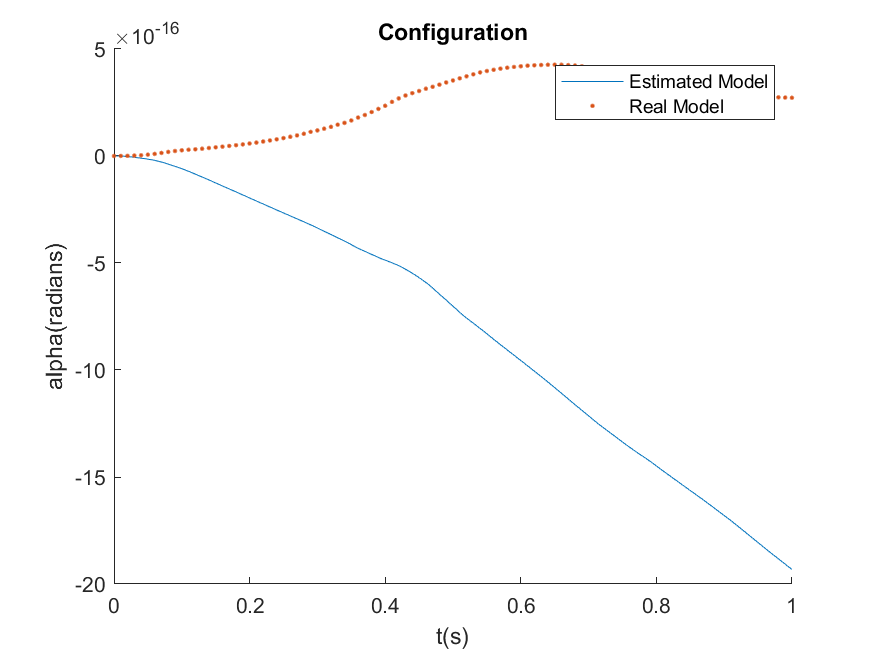 Configuration
×10-16
5
0
-5
-10
-15
-20
0 0.2 0.4 0.6 0.8 1
alpha(radians)
t(s)
Estimated Model
Real Model